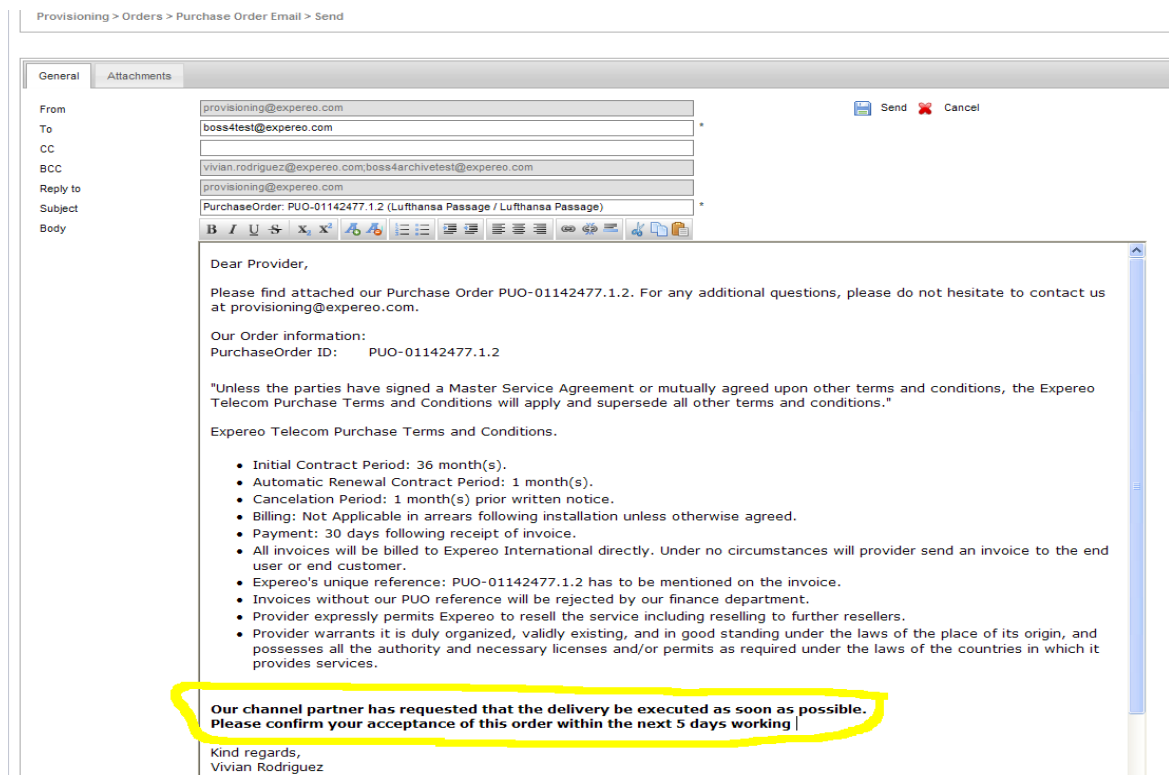 Provisioning > Orders > Purchase Order Email > Send
General Attachments
From provisioning@expereo.com Send Cancel
To boss4test@expereo.com *
CC
BCC vivian.rodriguez@expereo.com;boss4archivetest@expereo.com
Reply to provisioning@expereo.com
Subject PurchaseOrder: PUO-01142477.1.2 (Lufthansa Passage / Lufthansa Passage) *
Body B I U S X₂ X²
Dear Provider,
Please find attached our Purchase Order PUO-01142477.1.2. For any additional questions, please do not hesitate to contact us
at provisioning@expereo.com.
Our Order information:
PurchaseOrder ID: PUO-01142477.1.2
"Unless the parties have signed a Master Service Agreement or mutually agreed upon other terms and conditions, the Expereo
Telecom Purchase Terms and Conditions will apply and supersede all other terms and conditions."
Expereo Telecom Purchase Terms and Conditions.
• Initial Contract Period: 36 month(s).
• Automatic Renewal Contract Period: 1 month(s).
• Cancelation Period: 1 month(s) prior written notice.
• Billing: Not Applicable in arrears following installation unless otherwise agreed.
• Payment: 30 days following receipt of invoice.
• All invoices will be billed to Expereo International directly. Under no circumstances will provider send an invoice to the end
user or end customer.
• Expereo's unique reference: PUO-01142477.1.2 has to be mentioned on the invoice.
• Invoices without our PUO reference will be rejected by our finance department.
• Provider expressly permits Expereo to resell the service including reselling to further resellers.
• Provider warrants it is duly organized, validly existing, and in good standing under the laws of the place of its origin, and
possesses all the authority and necessary licenses and/or permits as required under the laws of the countries in which it
provides services.
Our channel partner has requested that the delivery be executed as soon as possible.
Please confirm your acceptance of this order within the next 5 days working
Kind regards,
Vivian Rodriguez